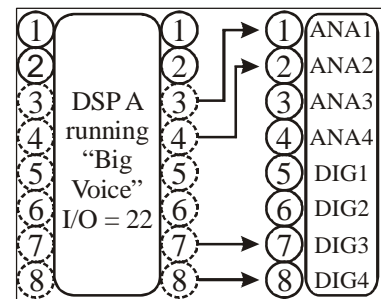 1 1 1 ANA1
2 2 2 ANA2
3 DSP A 3 3 ANA3
4 running 4 4 ANA4
5 “Big 5 5 DIG1
6 Voice” 6 6 DIG2
7 I/O = 22 7 7 DIG3
8 8 8 DIG4